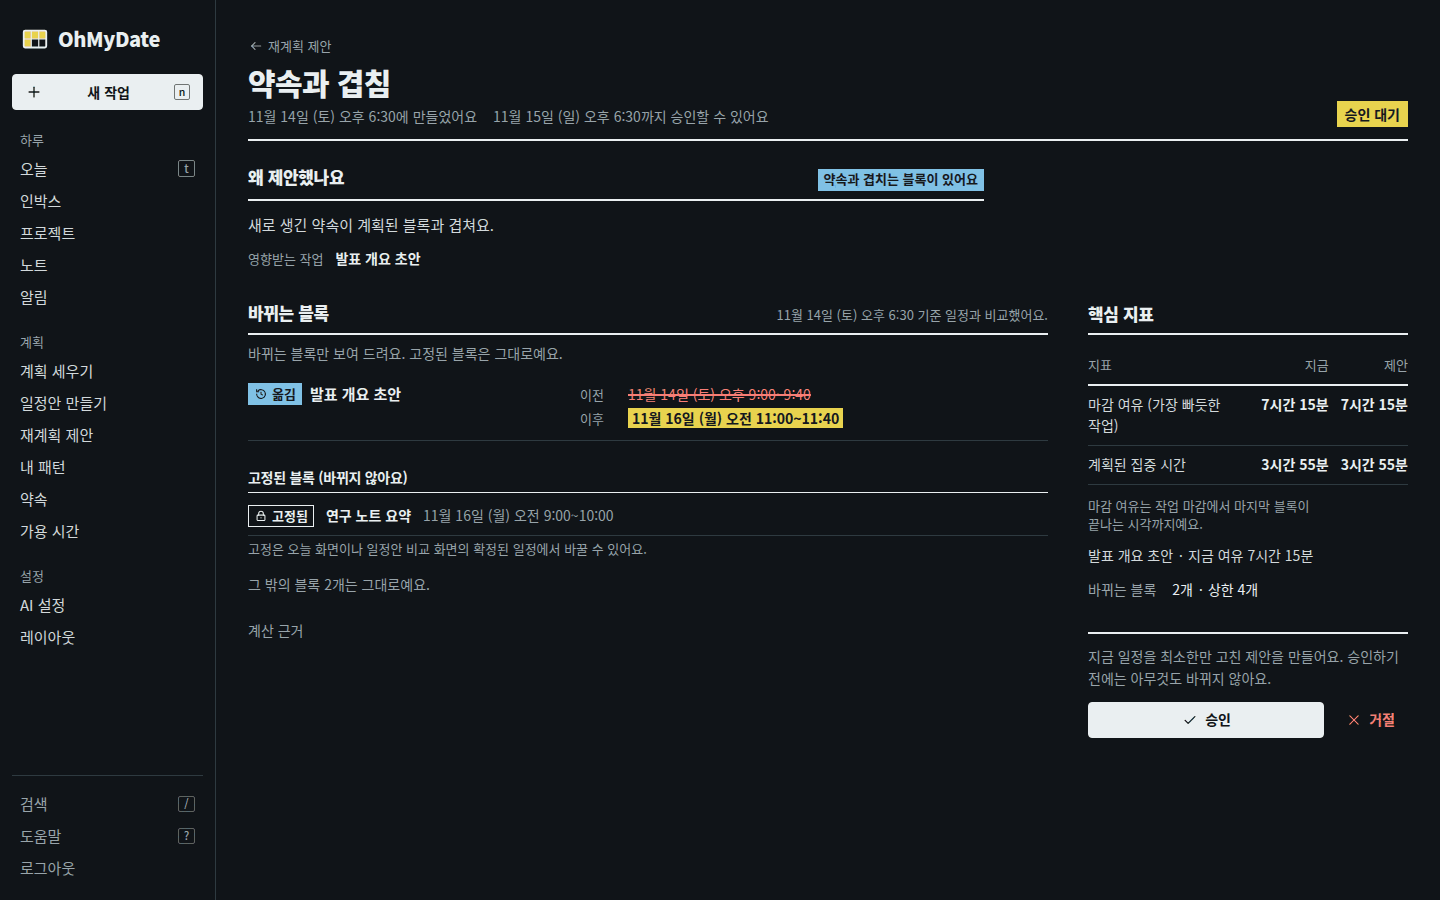 OhMyDate
새 작업 n
하루
오늘 t
인박스
프로젝트
노트
알림
계획
계획 세우기
일정안 만들기
재계획 제안
내 패턴
약속
가용 시간
설정
AI 설정
레이아웃
검색 /
도움말 ?
로그아웃
← 재계획 제안
약속과 겹침
11월 14일 (토) 오후 6:30에 만들었어요 11월 15일 (일) 오후 6:30까지 승인할 수 있어요
승인 대기
왜 제안했나요
약속과 겹치는 블록이 있어요
새로 생긴 약속이 계획된 블록과 겹쳐요.
영향받는 작업 발표 개요 초안
바뀌는 블록
11월 14일 (토) 오후 6:30 기준 일정과 비교했어요.
바뀌는 블록만 보여 드려요. 고정된 블록은 그대로예요.
옮김 발표 개요 초안
이전 11월 14일 (토) 오후 9:00~9:40
이후 11월 16일 (월) 오전 11:00~11:40
고정된 블록 (바뀌지 않아요)
고정됨 연구 노트 요약 11월 16일 (월) 오전 9:00~10:00
고정은 오늘 화면이나 일정안 비교 화면의 확정된 일정에서 바꿀 수 있어요.
그 밖의 블록 2개는 그대로예요.
계산 근거
핵심 지표
지표 지금 제안
마감 여유 (가장 빠듯한 7시간 15분 7시간 15분
작업)
계획된 집중 시간 3시간 55분 3시간 55분
마감 여유는 작업 마감에서 마지막 블록이
끝나는 시각까지예요.
발표 개요 초안 · 지금 여유 7시간 15분
바뀌는 블록 2개 · 상한 4개
지금 일정을 최소한만 고친 제안을 만들어요. 승인하기
전에는 아무것도 바뀌지 않아요.
승인
거절